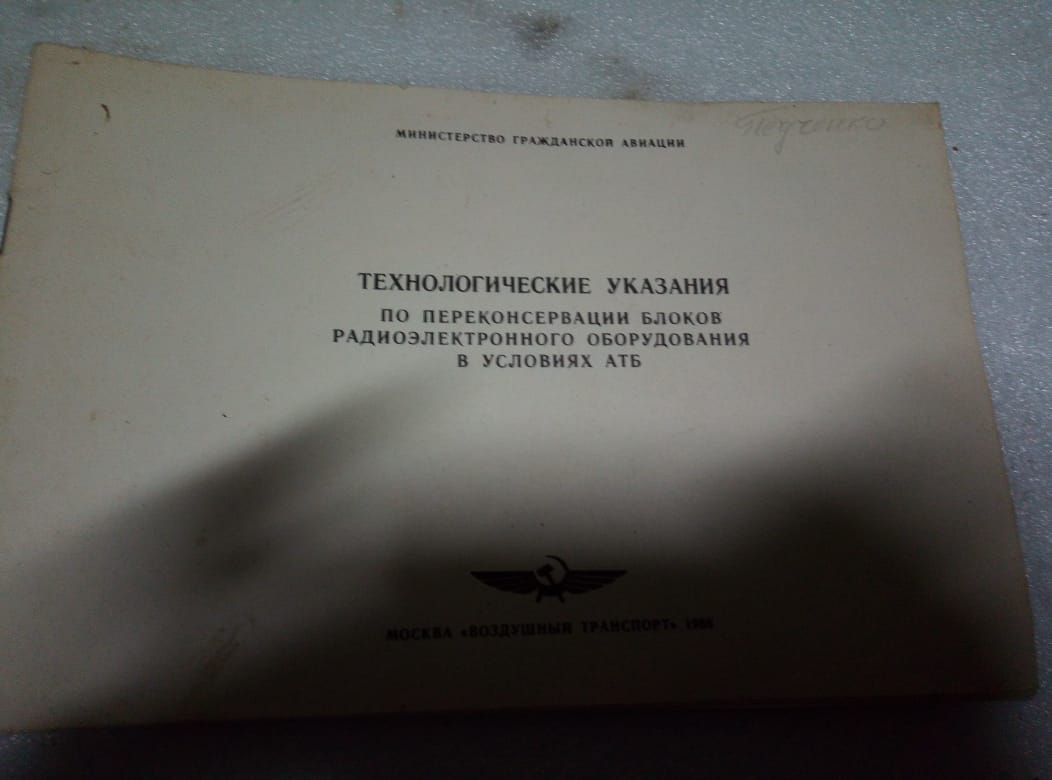 МИНИСТЕРСТВО ГРАЖДАНСКОЙ АВИАЦИИ
ТЕХНОЛОГИЧЕСКИЕ УКАЗАНИЯ
ПО ПЕРЕКОНСЕРВАЦИИ БЛОКОВ
РАДИОЭЛЕКТРОННОГО ОБОРУДОВАНИЯ
В УСЛОВИЯХ АТБ
МОСКВА «ВОЗДУШНЫЙ ТРАНСПОРТ»